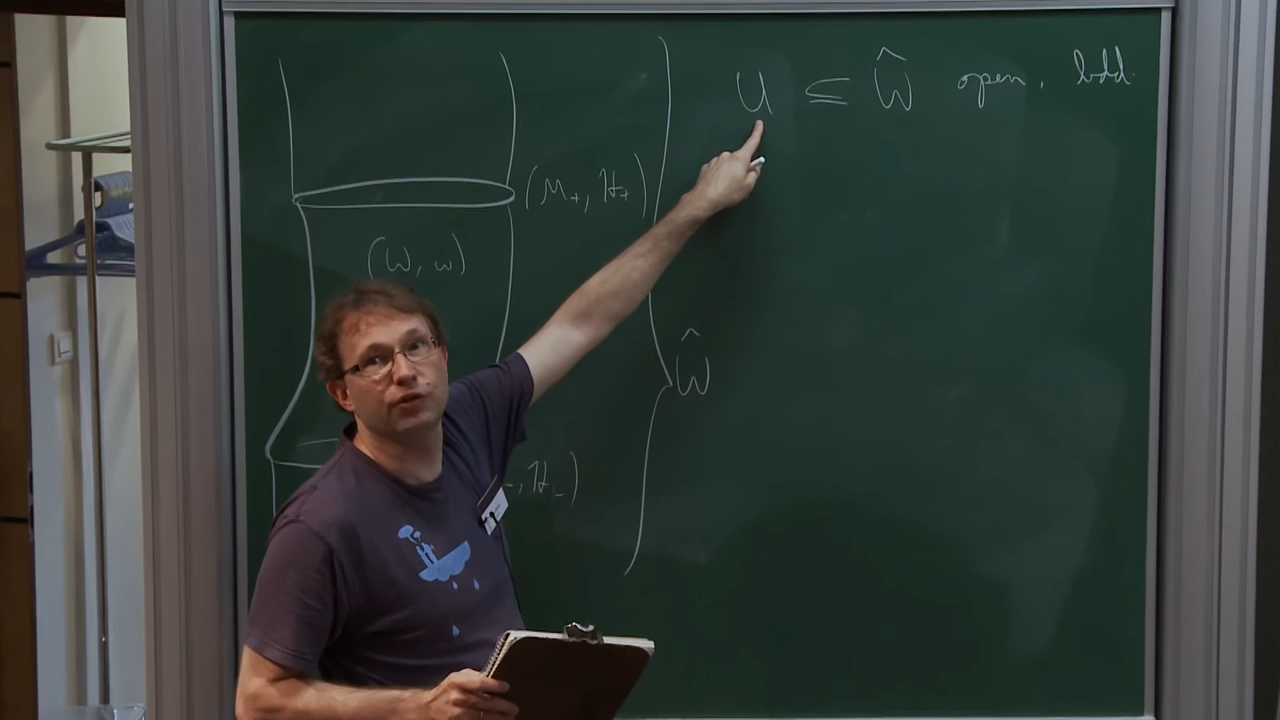 U ⊆ Ŵ open, bdd.
(M₊, ℋ₊)
(W, ω)
Ŵ
₋, ℋ₋)